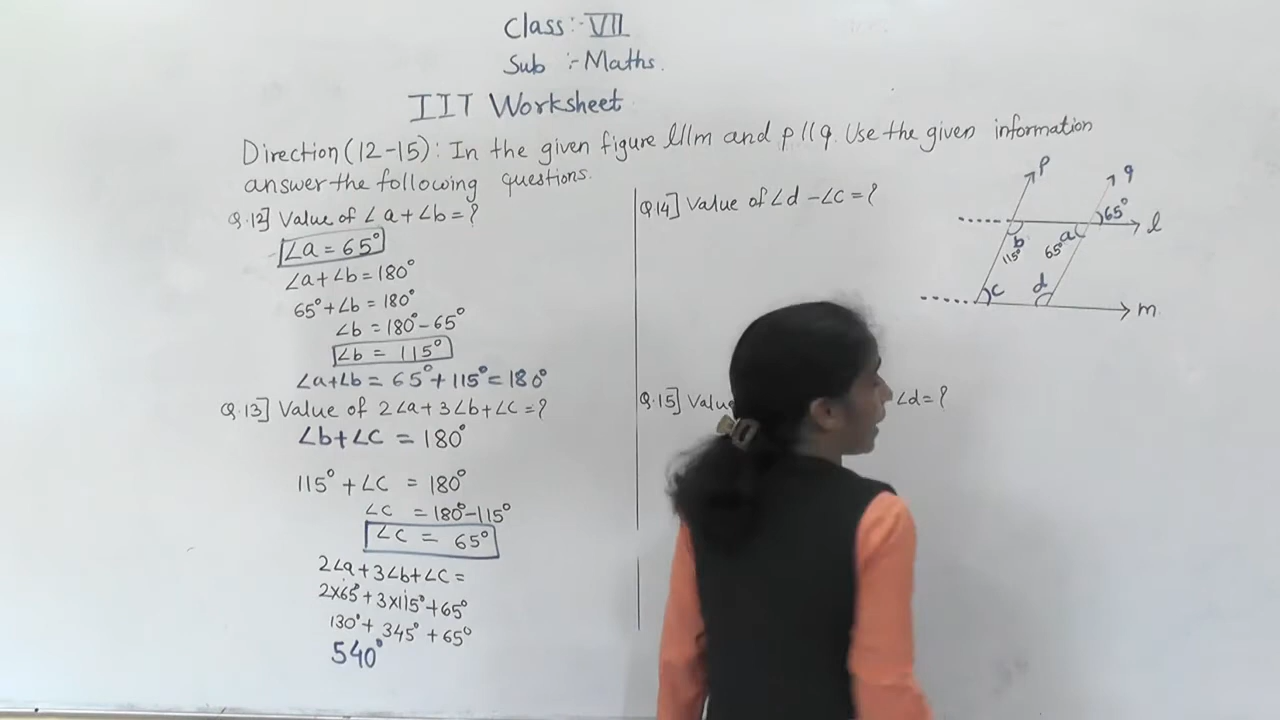 Class:- VII
Sub :- Maths.
IIT Worksheet
Direction (12-15): In the given figure l//m and p//q. Use the given information
answer the following questions.
Q.12] Value of ∠a+∠b=?
∠a = 65°
∠a+∠b=180°
65°+∠b = 180°
∠b = 180°-65°
∠b = 115°
∠a+∠b = 65°+115°=180°
Q.13] Value of 2∠a+3∠b+∠c=?
∠b+∠c = 180°
115°+∠c = 180°
∠c = 180°-115°
∠c = 65°
2∠a+3∠b+∠c=
2×65°+3×115°+65°
130°+345°+65°
540°
Q.14] Value of ∠d-∠c=?
Q.15] Value ∠d=?
p
q
65°
l
b
a
115°
65°
c
d
m